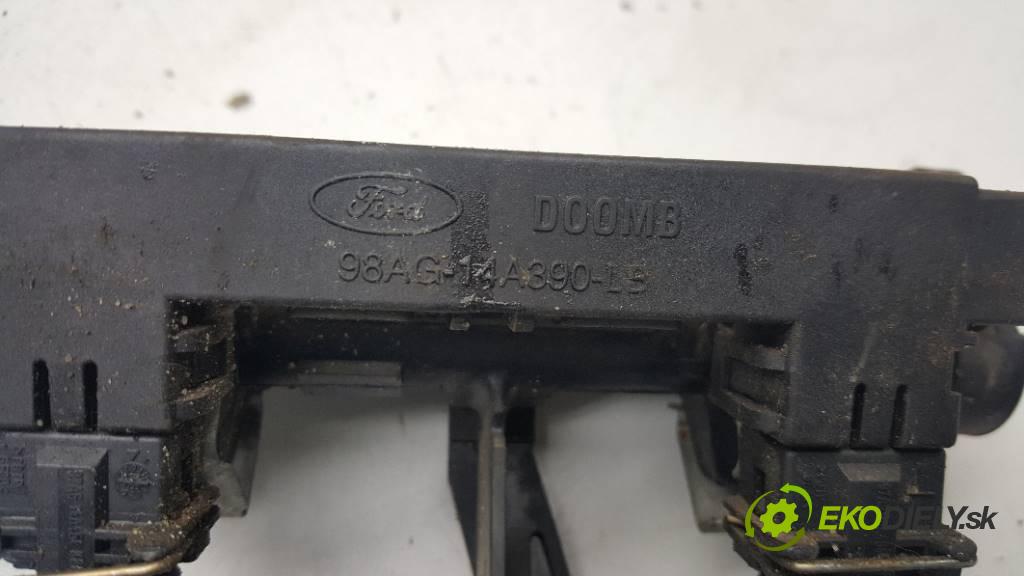 Ford
DOOMB
98AG-14A390-LB
EKODIELY.sk